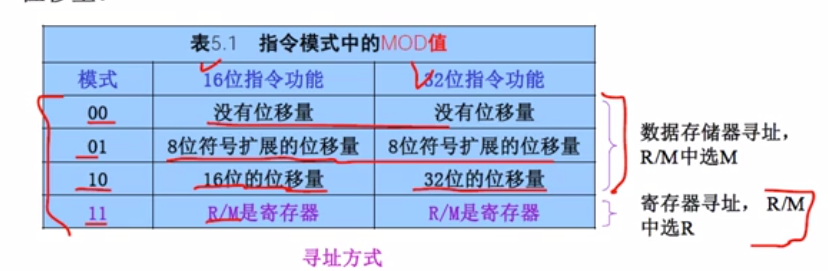 表5.1 指令模式中的MOD值
模式 16位指令功能 32位指令功能
00 没有位移量 没有位移量
01 8位符号扩展的位移量 8位符号扩展的位移量
10 16位的位移量 32位的位移量
11 R/M是寄存器 R/M是寄存器
数据存储器寻址，
R/M中选M
寄存器寻址， R/M
中选R
寻址方式